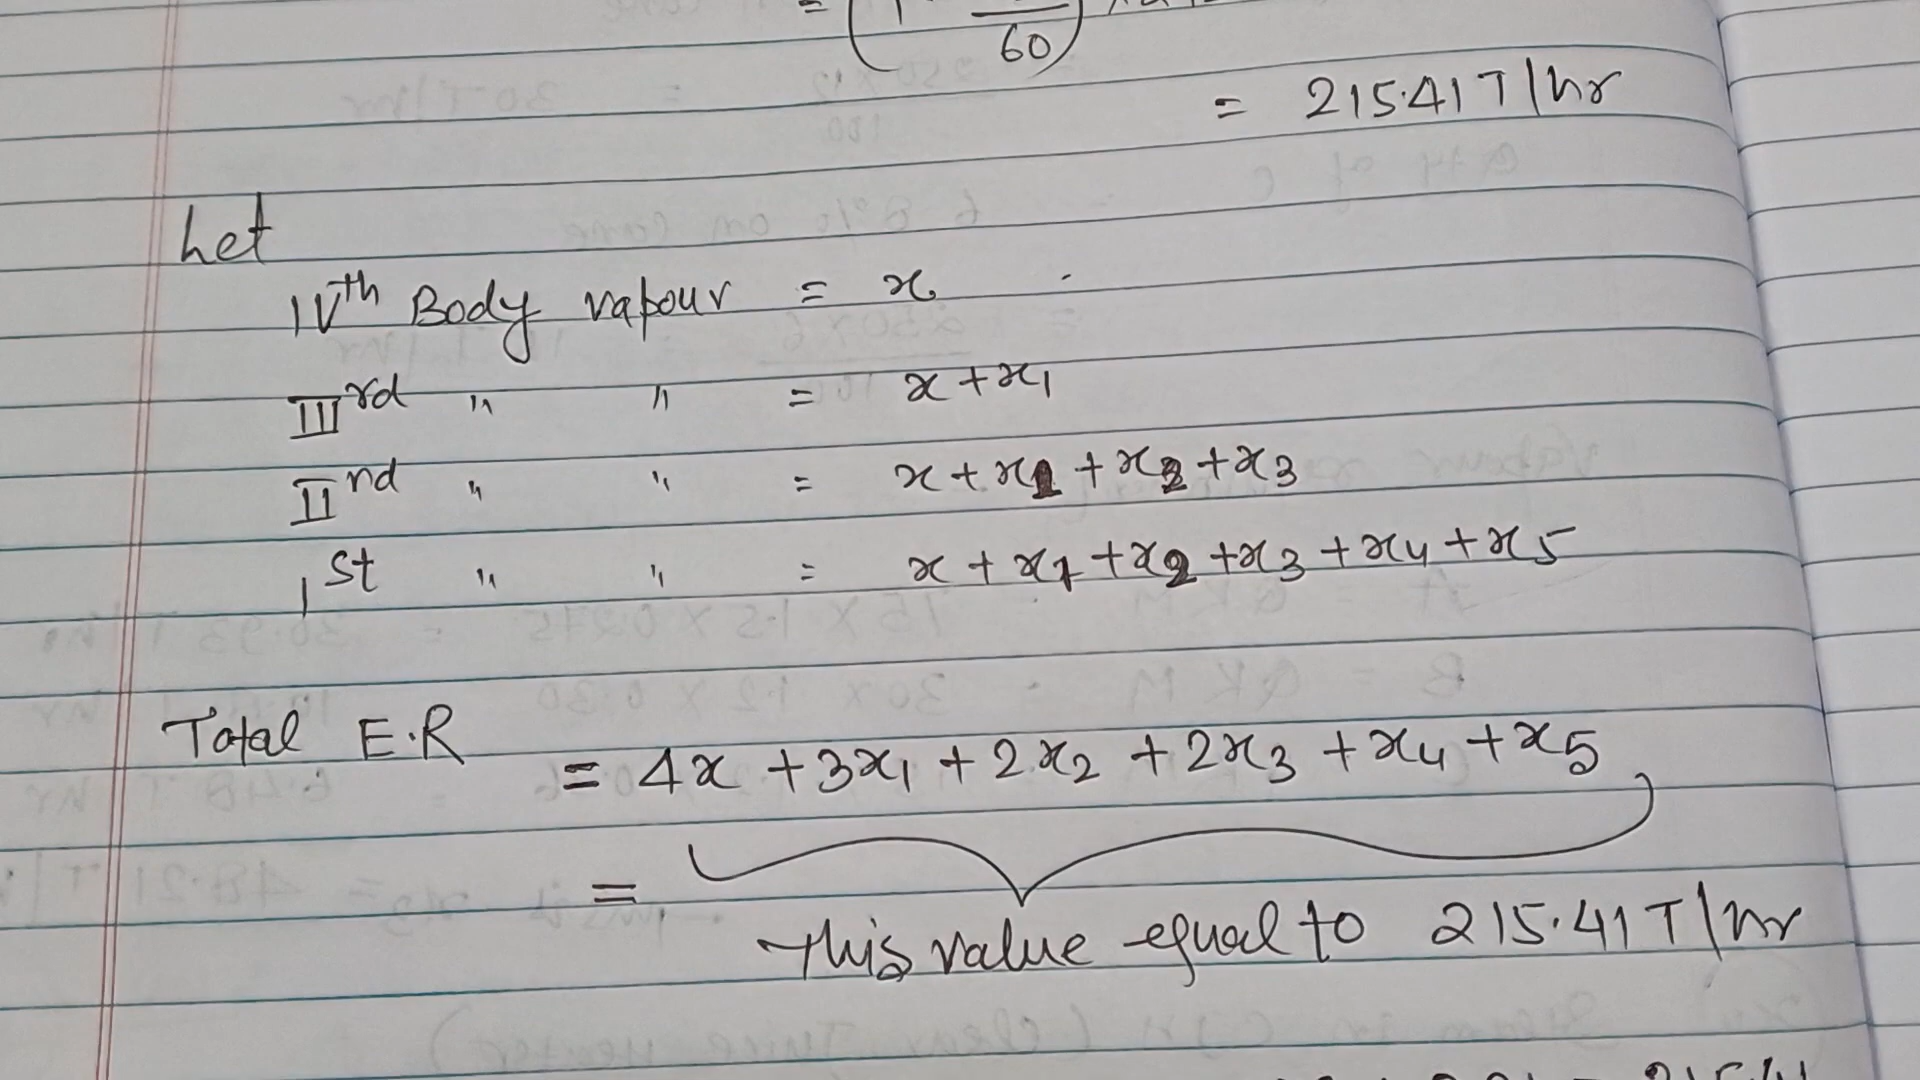 60
= 215.41 T/hr
Let
IVth Body vapour = x
IIIrd " " = x + x1
IInd " " = x + x1 + x2 + x3
1st " " = x + x1 + x2 + x3 + x4 + x5
Total E.R
= 4x + 3x1 + 2x2 + 2x3 + x4 + x5
=
This value equal to 215.41 T/hr